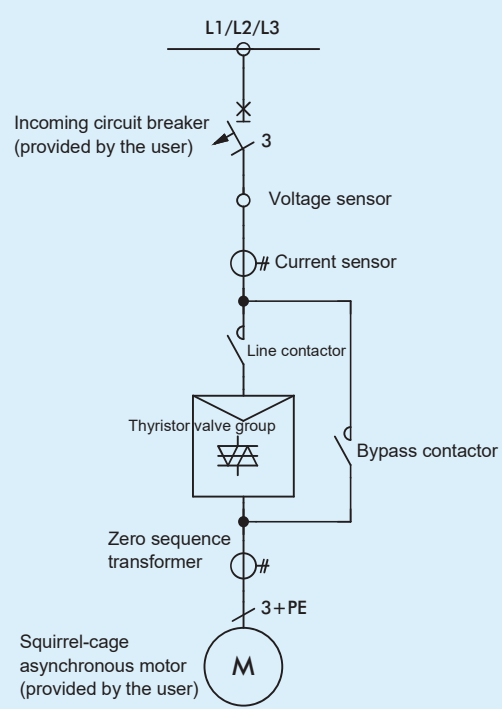 L1/L2/L3
Incoming circuit breaker
(provided by the user)
3
Voltage sensor
Current sensor
Line contactor
Thyristor valve group
Bypass contactor
Zero sequence
transformer
3+PE
Squirrel-cage
asynchronous motor
(provided by the user)
M